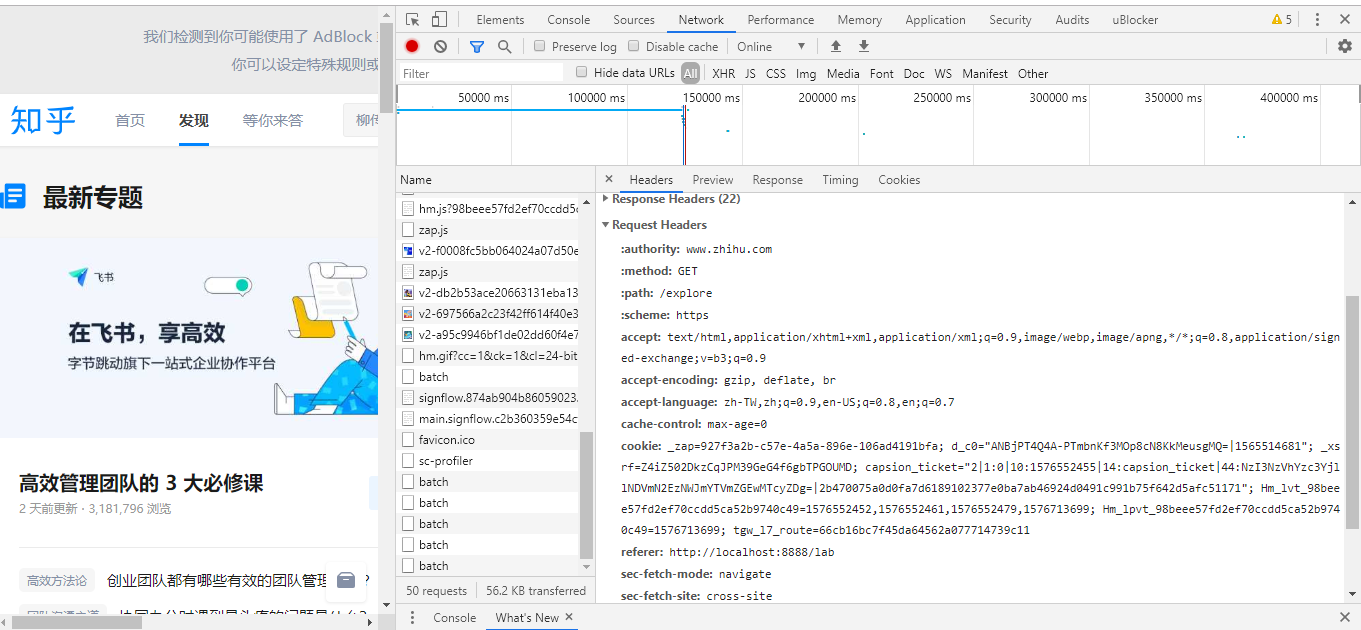 我们检测到你可能使用了 AdBlock
你可以设定特殊规则或
知乎
首页 发现 等你来答
最新专题
飞书
在飞书，享高效
字节跳动旗下一站式企业协作平台
高效管理团队的 3 大必修课
2 天前更新 · 3,181,796 浏览
高效方法论 创业团队都有哪些有效的团队管理
Elements Console Sources Network Performance Memory Application Security Audits uBlocker 5
Preserve log Disable cache Online
Filter Hide data URLs All XHR JS CSS Img Media Font Doc WS Manifest Other
50000 ms 100000 ms 150000 ms 200000 ms 250000 ms 300000 ms 350000 ms 400000 ms
Name
hm.js?98beee57fd2ef70ccdd5c
zap.js
v2-f0008fc5bb064024a07d50e
zap.js
v2-db2b53ace20663131eba13
v2-697566a2c23f42ff614f40e3
v2-a95c9946bf1de02dd60f4e7
hm.gif?cc=1&ck=1&cl=24-bit
batch
signflow.874ab904b86059023.
main.signflow.c2b360359e54c
favicon.ico
sc-profiler
batch
batch
batch
batch
batch
50 requests 56.2 KB transferred
Headers Preview Response Timing Cookies
Response Headers (22)
Request Headers
:authority: www.zhihu.com
:method: GET
:path: /explore
:scheme: https
accept: text/html,application/xhtml+xml,application/xml;q=0.9,image/webp,image/apng,*/*;q=0.8,application/sign
ed-exchange;v=b3;q=0.9
accept-encoding: gzip, deflate, br
accept-language: zh-TW,zh;q=0.9,en-US;q=0.8,en;q=0.7
cache-control: max-age=0
cookie: _zap=927f3a2b-c57e-4a5a-896e-106ad4191bfa; d_c0="ANBjPT4Q4A-PTmbnKf3MOp8cN8KkMeusgMQ=|1565514681"; _xs
rf=Z4iZ502DkzCqJPM39GeG4f6gbTPGOUMD; capsion_ticket="2|1:0|10:1576552455|14:capsion_ticket|44:NzI3NzVhYzc3Yjl
lNDVmN2EzNWJmYTVmZGEwMTcyZDg=|2b470075a0d0fa7d6189102377e0ba7ab46924d0491c991b75f642d5afc51171"; Hm_lvt_98bee
e57fd2ef70ccdd5ca52b9740c49=1576552452,1576552461,1576552479,1576713699; Hm_lpvt_98beee57fd2ef70ccdd5ca52b974
0c49=1576713699; tgw_l7_route=66cb16bc7f45da64562a077714739c11
referer: http://localhost:8888/lab
sec-fetch-mode: navigate
sec-fetch-site: cross-site
Console What's New